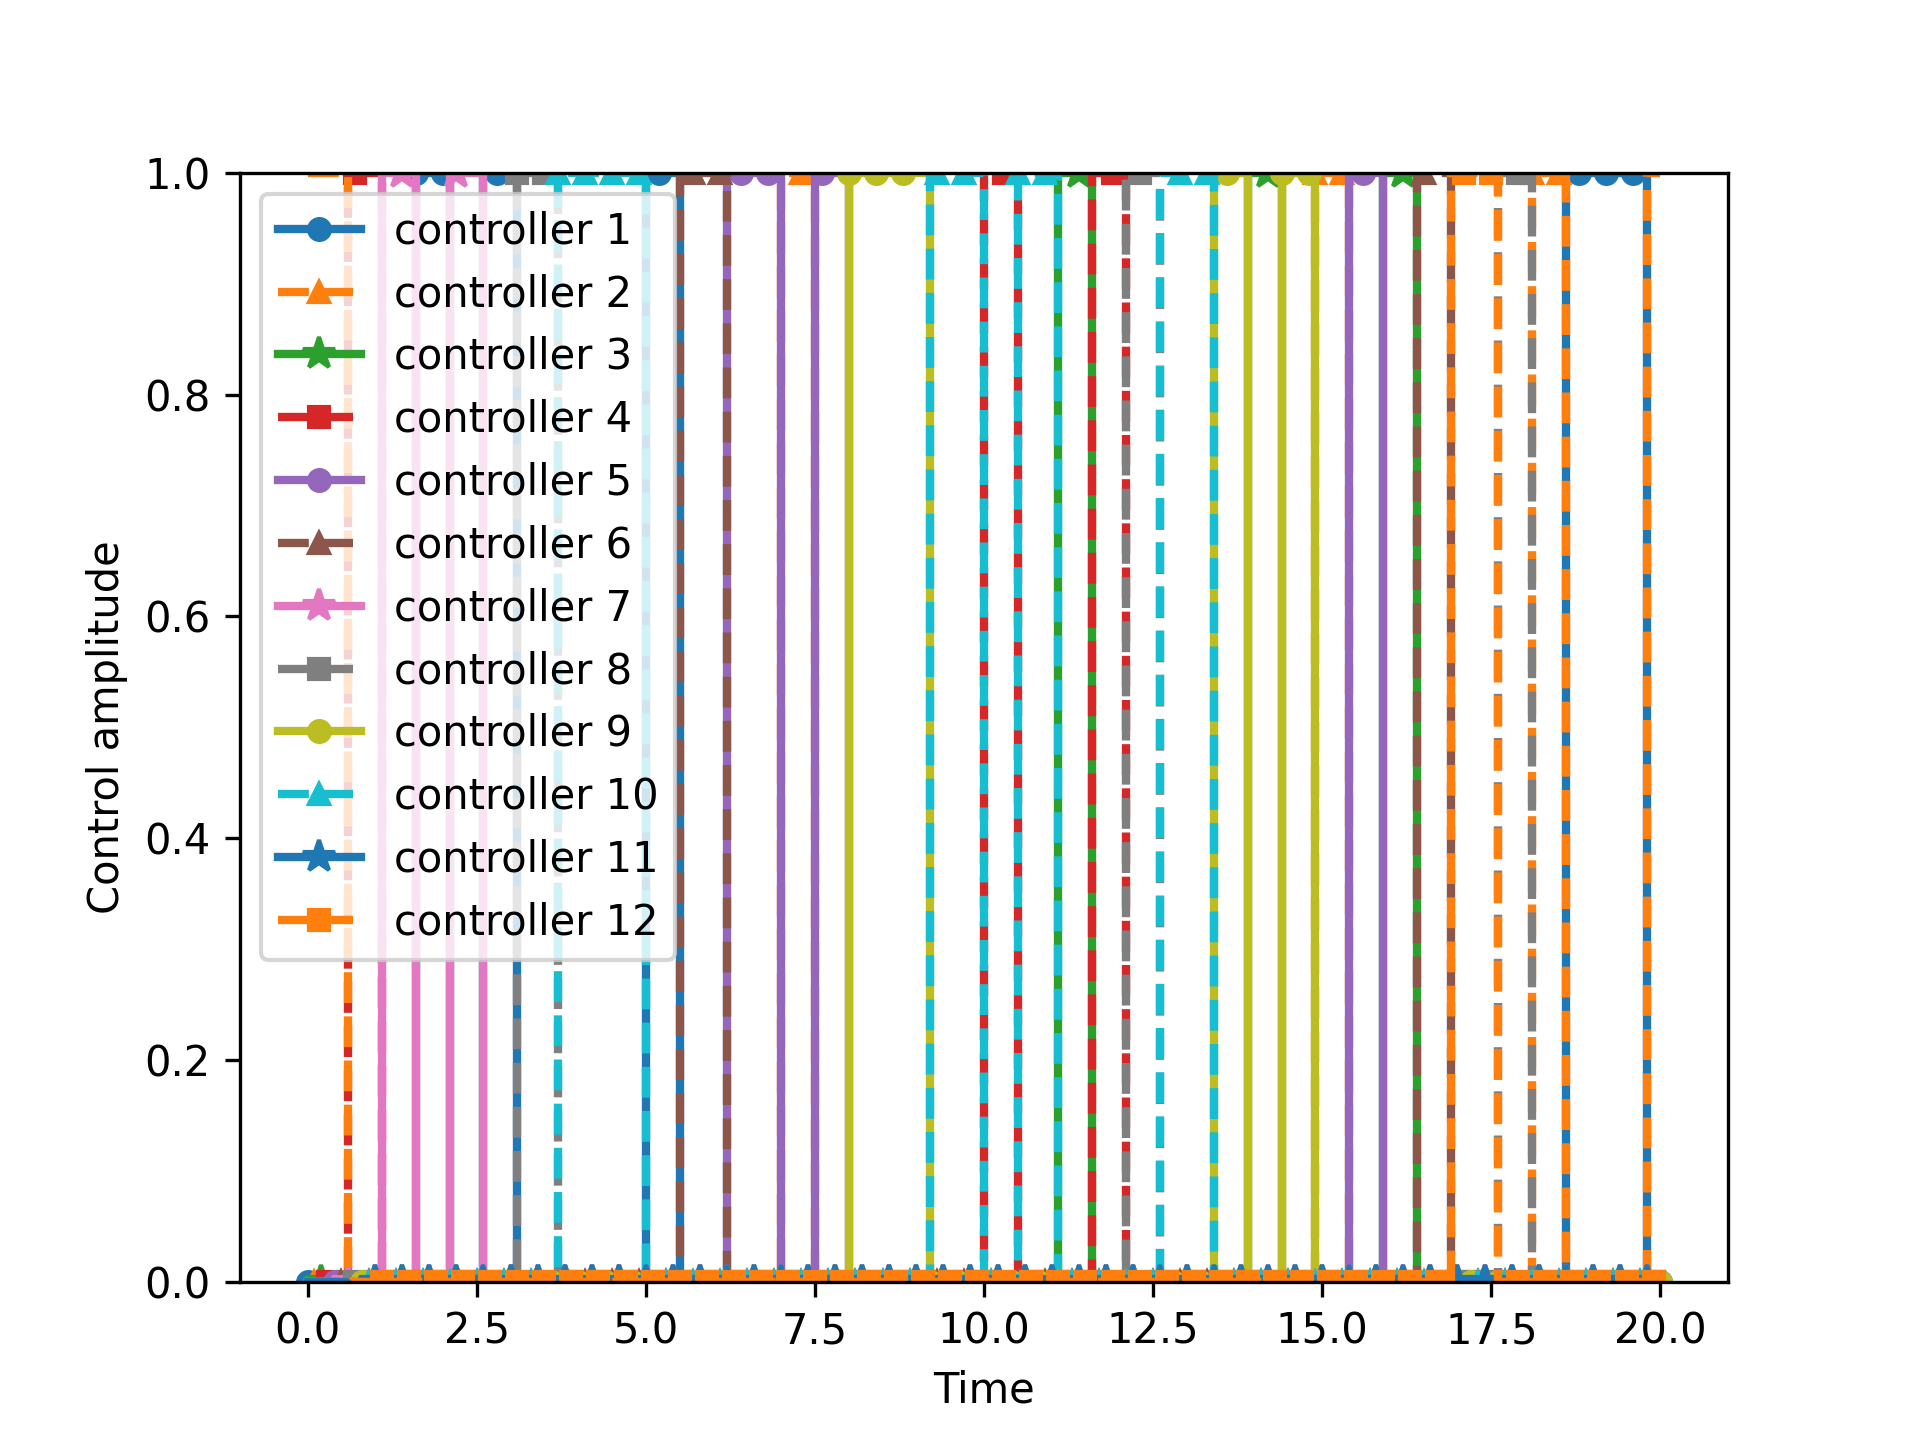 1.0
0.8
0.6
0.4
0.2
0.0
Control amplitude
controller 1
controller 2
controller 3
controller 4
controller 5
controller 6
controller 7
controller 8
controller 9
controller 10
controller 11
controller 12
0.0 2.5 5.0 7.5 10.0 12.5 15.0 17.5 20.0
Time